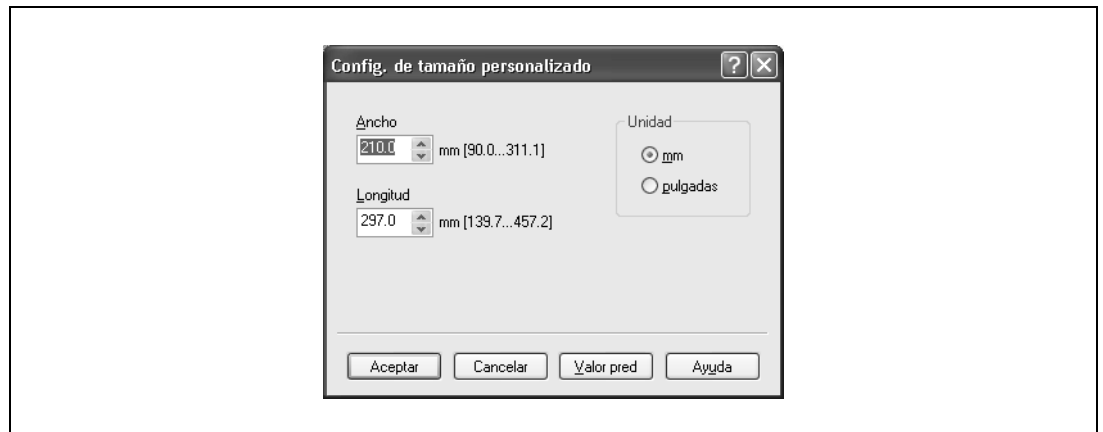 Config. de tamaño personalizado
Ancho
210.0 mm [90.0...311.1]
Longitud
297.0 mm [139.7...457.2]
Unidad
mm
pulgadas
Aceptar Cancelar Valor pred Ayuda